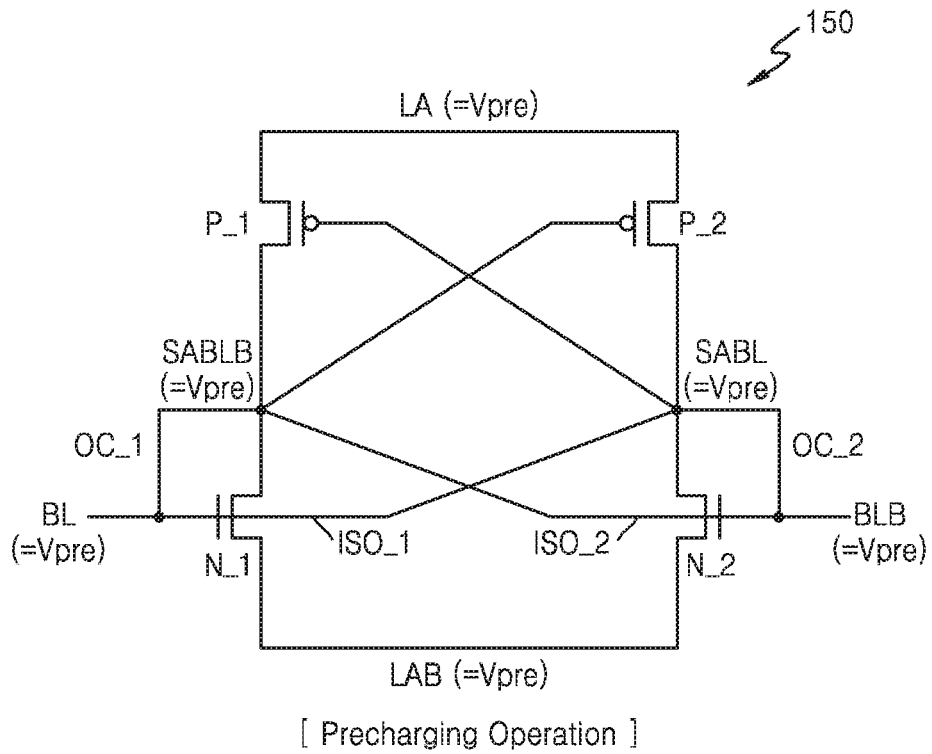 150
LA (=Vpre)
P_1
P_2
SABLB
(=Vpre)
SABL
(=Vpre)
OC_1
OC_2
BL
(=Vpre)
ISO_1
ISO_2
BLB
(=Vpre)
N_1
N_2
LAB (=Vpre)
[ Precharging Operation ]